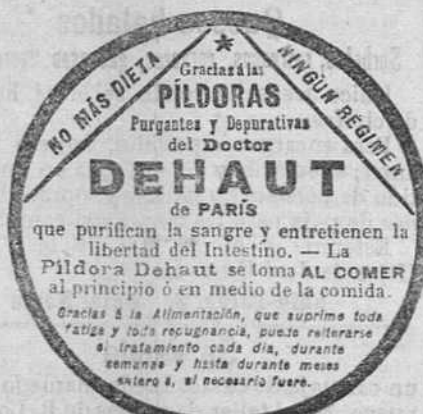 NO MÁS DIETA
NINGÚN RÉGIMEN
Gracias á las
PÍLDORAS
Purgantes y Depurativas
del Doctor
DEHAUT
de PARÍS
que purifican la sangre y entretienen la
libertad del Intestino. — La
Píldora Dehaut se toma AL COMER
al principio ó en medio de la comida.
Gracias á la Alimentación, que suprime toda
fatiga y toda repugnancia, puede reiterarse
el tratamiento cada día, durante
semanas y hasta durante meses
enteros, si necesario fuere.